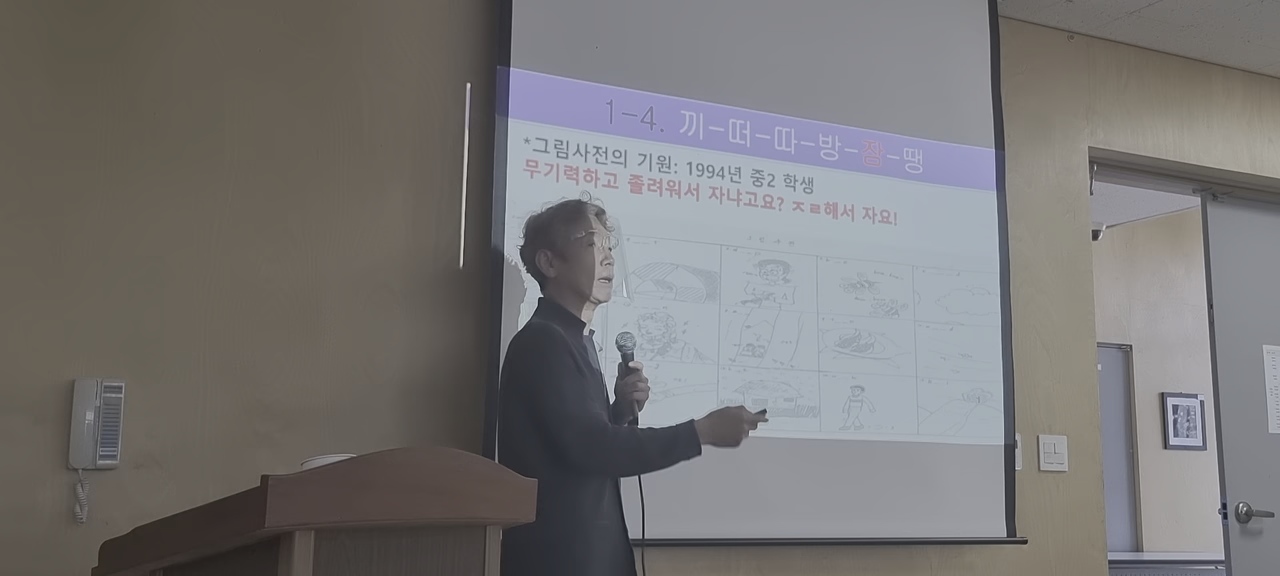 1-4. 끼-떠-따-방-잠-땡
*그림사전의 기원: 1994년 중2 학생
무기력하고 졸려워서 자냐고요? ㅈㄹ해서 자요!